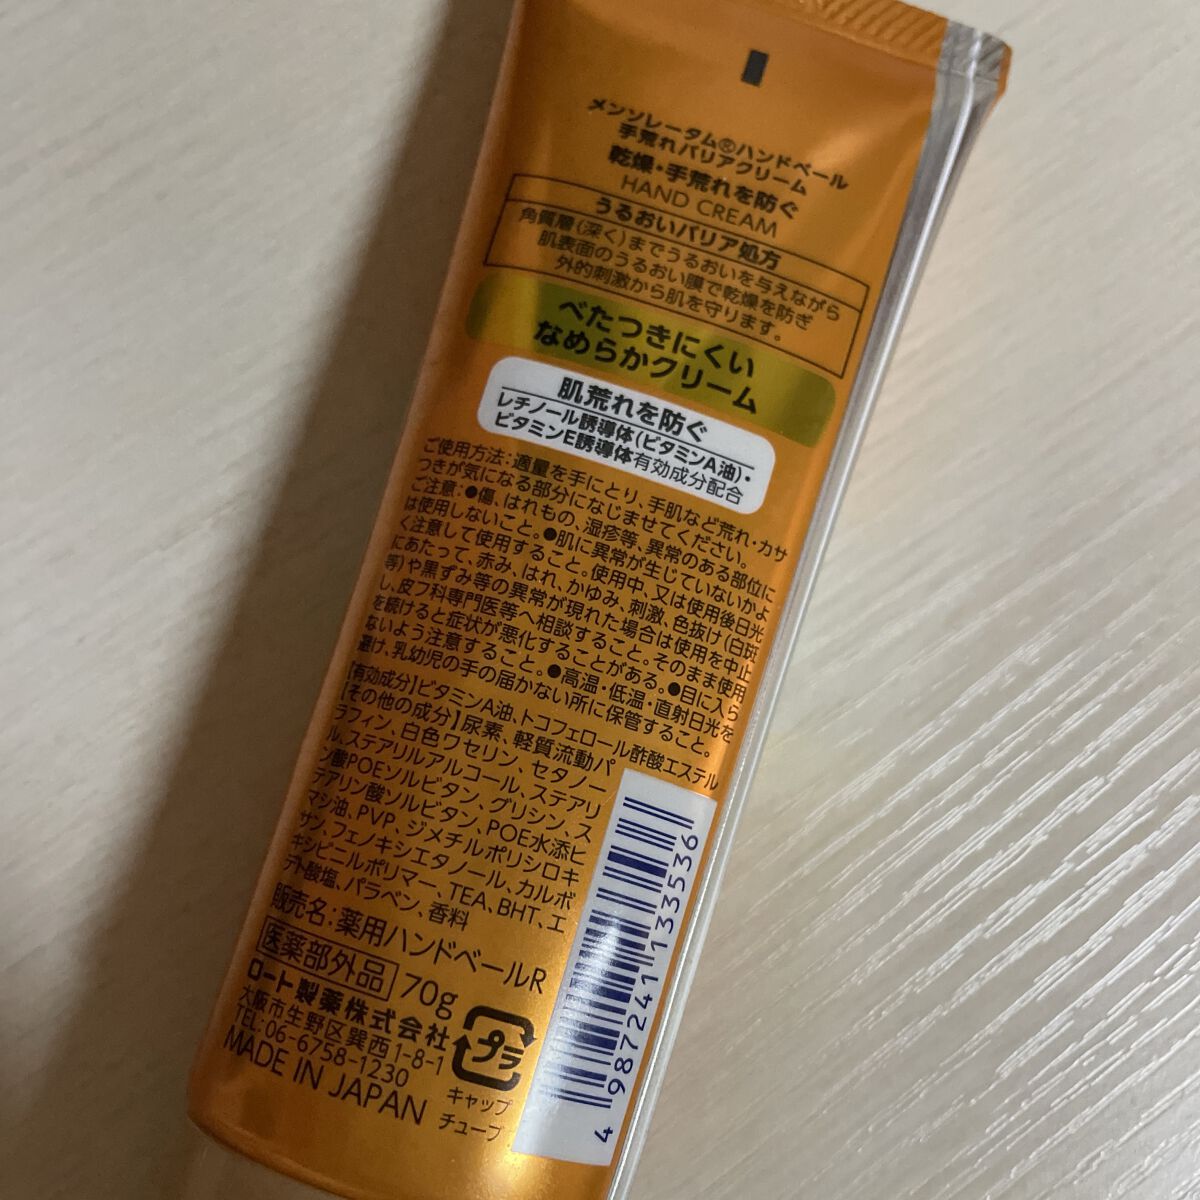 メンソレータム®ハンドベール
手荒れバリアクリーム
乾燥・手荒れを防ぐ
HAND CREAM
うるおいバリア処方
角質層(深く)までうるおいを与えながら
肌表面のうるおい膜で乾燥を防ぎ
外的刺激から肌を守ります。
べたつきにくい
なめらかクリーム
肌荒れを防ぐ
レチノール誘導体(ビタミンA油)・
ビタミンE誘導体有効成分配合
ご使用方法:適量を手にとり、手肌など荒れ・カサ
つきが気になる部分になじませてください。
ご注意:●傷、はれもの、湿疹等、異常のある部位に
は使用しないこと。●肌に異常が生じていないかよ
く注意して使用すること。使用中、又は使用後日光
にあたって、赤み、はれ、かゆみ、刺激、色抜け(白斑
等)や黒ずみ等の異常が現れた場合は使用を中止
し、皮フ科専門医等へ相談すること。そのまま使用
を続けると症状が悪化することがある。●目に入ら
ないよう注意すること。●高温・低温・直射日光を
避け、乳幼児の手の届かない所に保管すること。
【有効成分】ビタミンA油、トコフェロール酢酸エステル
【その他の成分】尿素、軽質流動パ
ラフィン、白色ワセリン、セタノー
ル、ステアリルアルコール、ステアリ
ン酸POEソルビタン、グリシン、ス
テアリン酸ソルビタン、POE水添ヒ
マシ油、PVP、ジメチルポリシロキ
サン、フェノキシエタノール、カルボ
キシビニルポリマー、TEA、BHT、エ
デト酸塩、パラベン、香料
販売名:薬用ハンドベールR
医薬部外品 70g
ロート製薬株式会社
大阪市生野区巽西1-8-1
TEL:06-6758-1230
MADE IN JAPAN
プラ
キャップ
チューブ
4 987241 133536